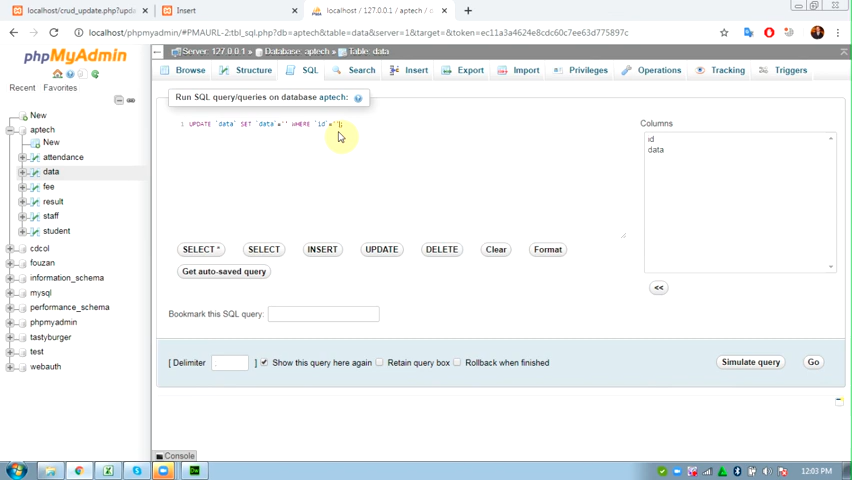 localhost/crud_update.php?upda
Insert
localhost / 127.0.0.1 / aptech / d
localhost/phpmyadmin/tbl_sql.php?db=aptech&table=data&server=1&target=&token=ec13a3e4624c9c0ec60ec7ee63d775897c
phpMyAdmin
Recent Favorites
New
aptech
New
attendance
data
fee
result
staff
student
cdcol
fouzan
information_schema
mysql
performance_schema
phpmyadmin
tastyburger
test
webauth
Server: 127.0.0.1 » Database: aptech » Table: data
Browse Structure SQL Search Insert Export Import Privileges Operations Tracking Triggers
Run SQL query/queries on database aptech:
1 UPDATE `data` SET `data`='' WHERE `id`='';
Columns
id
data
SELECT * SELECT INSERT UPDATE DELETE Clear Format
Get auto-saved query
<<
Bookmark this SQL query:
[ Delimiter ] Show this query here again Retain query box Rollback when finished
Simulate query Go
Console
12:03 PM